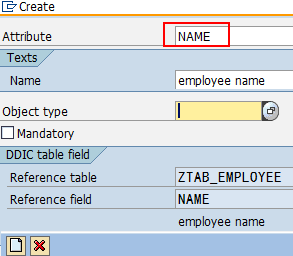 Create
Attribute NAME
Texts
Name employee name
Object type
Mandatory
DDIC table field
Reference table ZTAB_EMPLOYEE
Reference field NAME
employee name